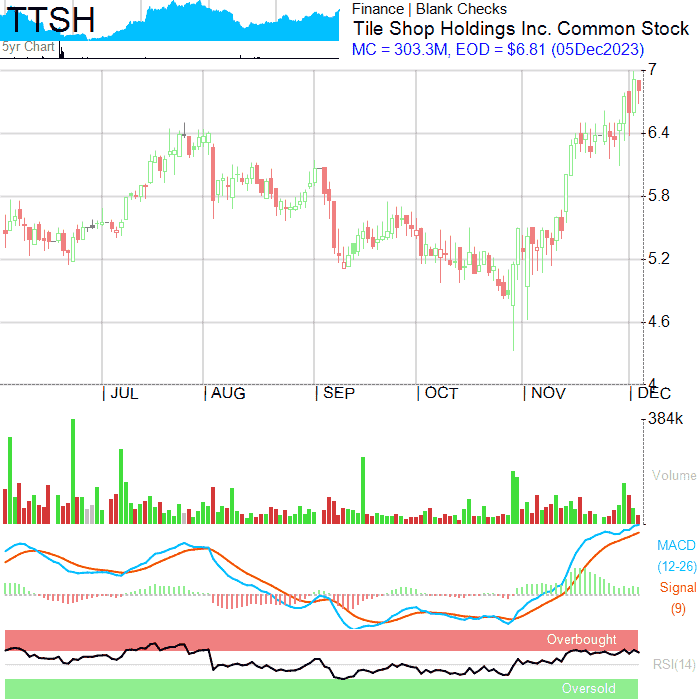 TTSH
5yr Chart
Finance | Blank Checks
Tile Shop Holdings Inc. Common Stock
MC = 303.3M, EOD = $6.81 (05Dec2023)
7
6.4
5.8
5.2
4.6
4
| JUL | AUG | SEP | OCT | NOV | DEC
384k
Volume
MACD
(12-26)
Signal
(9)
Overbought
RSI(14)
Oversold